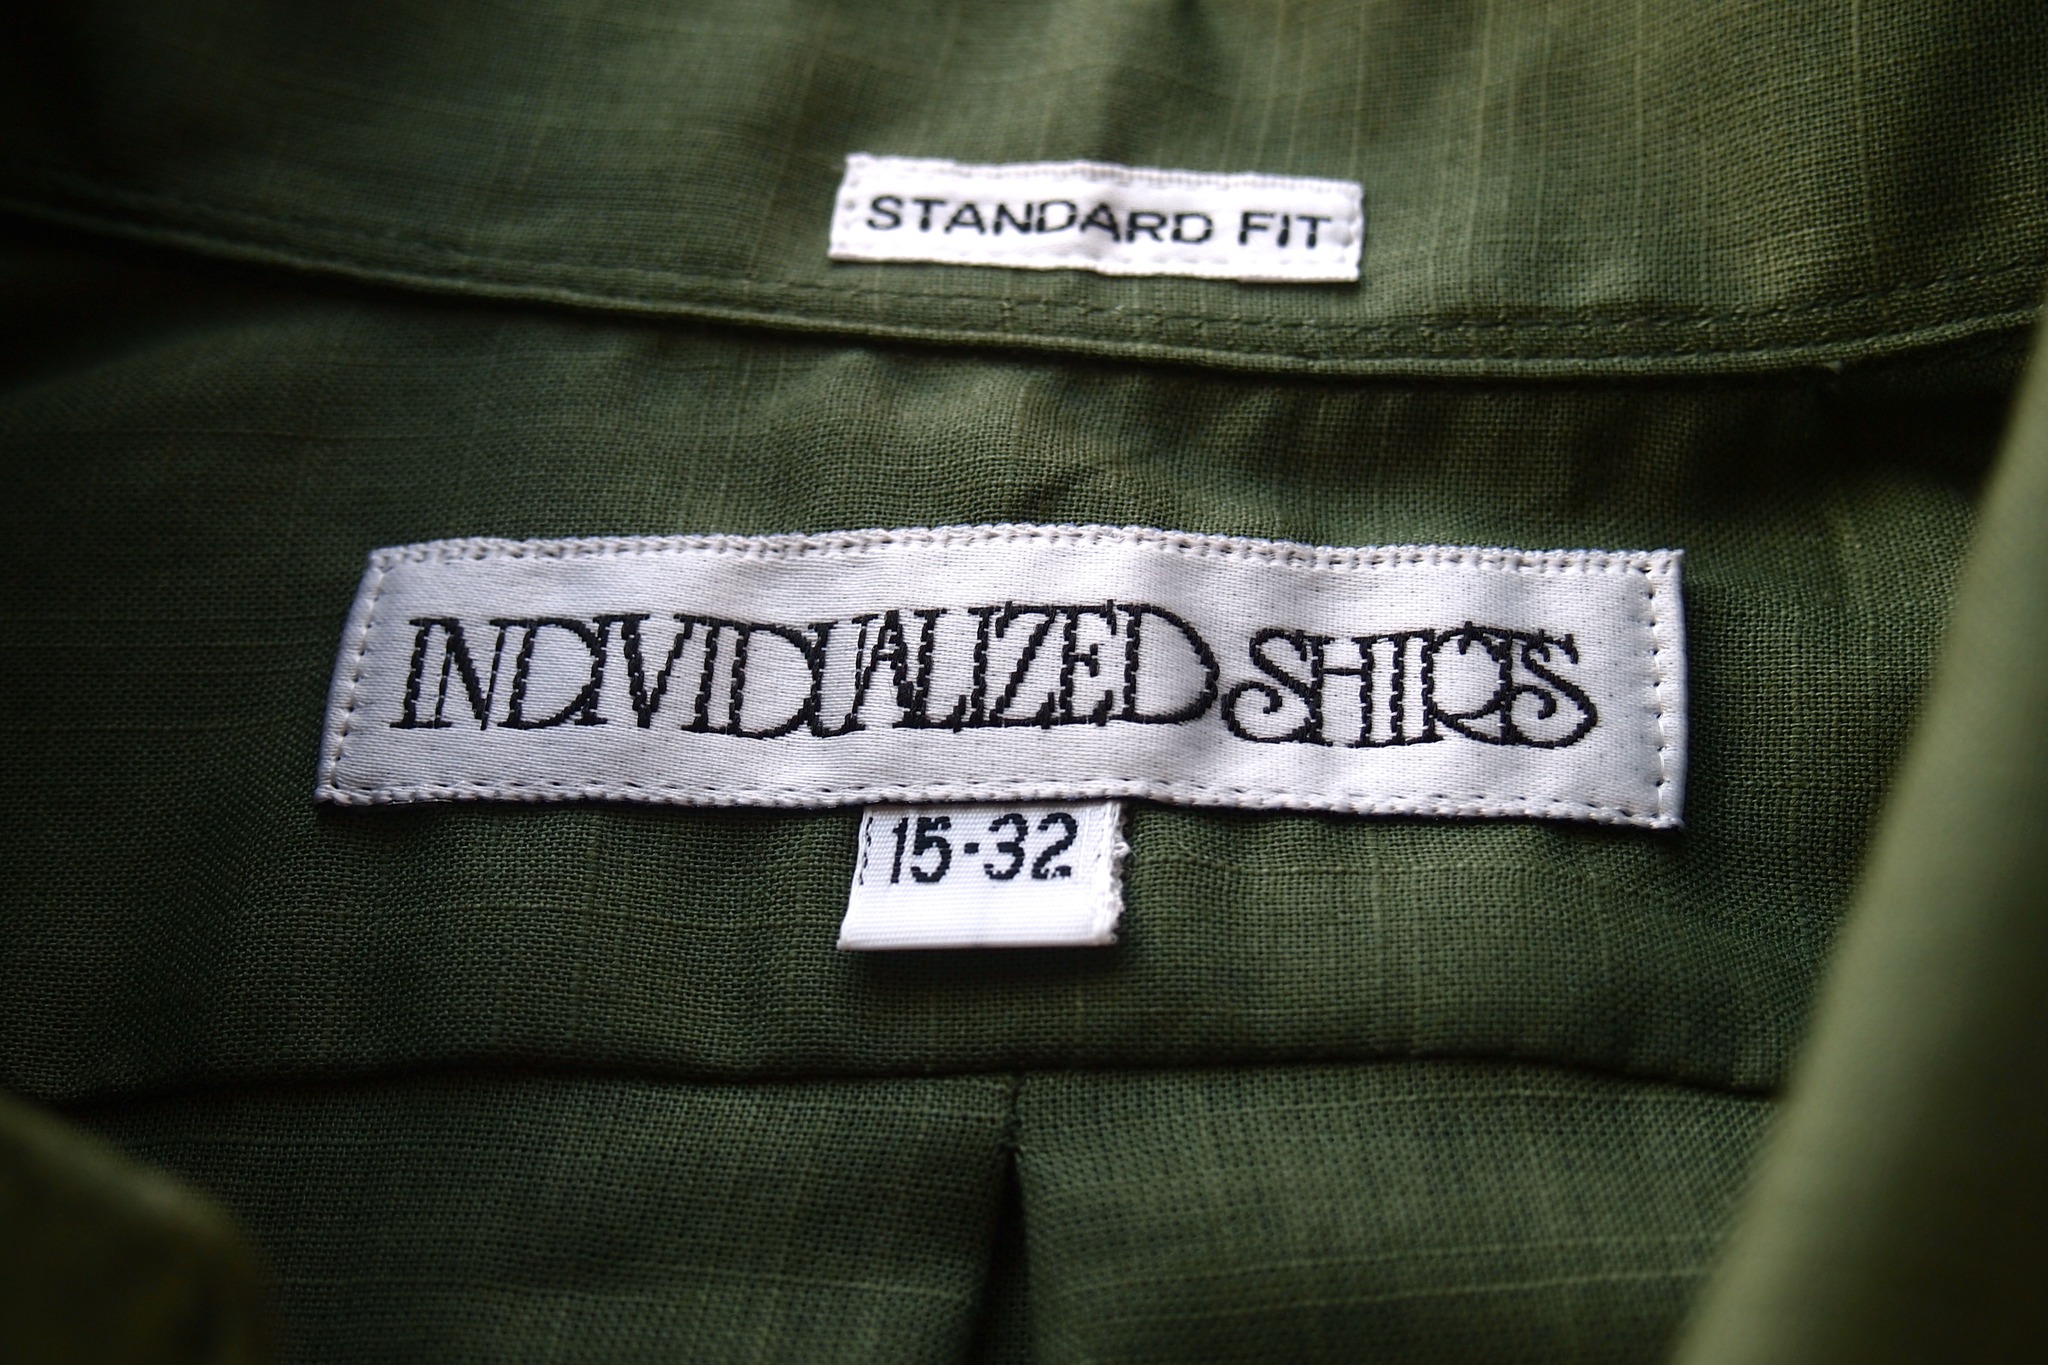 STANDARD FIT
INDIVIDUALIZED SHIRTS
15·32